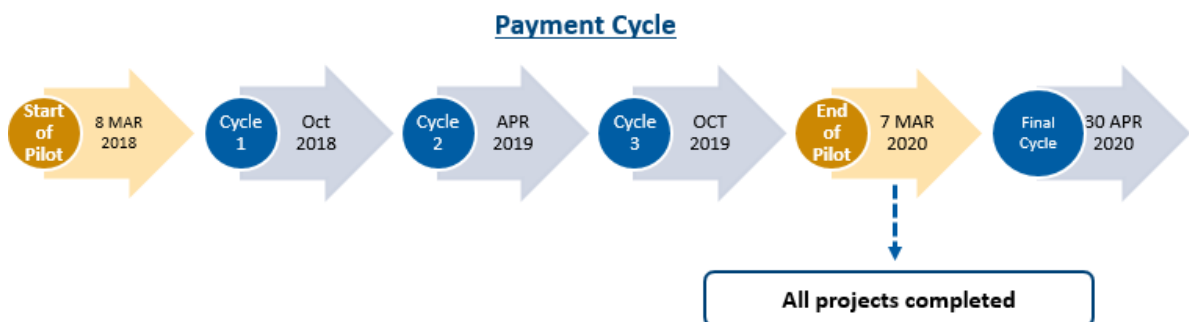 Payment Cycle
Start
of
Pilot
8 MAR
2018
Cycle
1
Oct
2018
Cycle
2
APR
2019
Cycle
3
OCT
2019
End
of
Pilot
7 MAR
2020
Final
Cycle
30 APR
2020
All projects completed